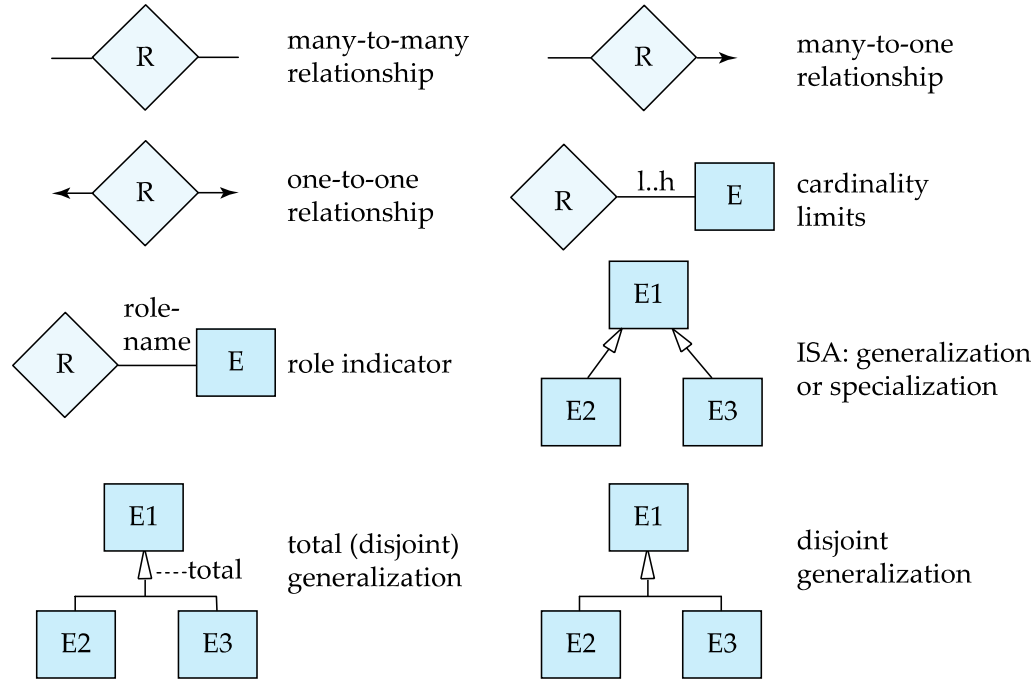 R
many-to-many
relationship
R
many-to-one
relationship
R
one-to-one
relationship
R
l..h
E
cardinality
limits
R
role-
name
E
role indicator
E1
E2
E3
ISA: generalization
or specialization
E1
total
E2
E3
total (disjoint)
generalization
E1
E2
E3
disjoint
generalization